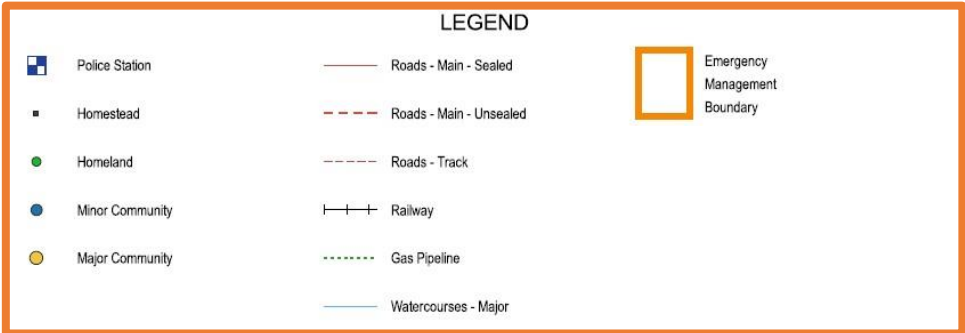 LEGEND
Police Station
Homestead
Homeland
Minor Community
Major Community
Roads - Main - Sealed
Roads - Main - Unsealed
Roads - Track
Railway
Gas Pipeline
Watercourses - Major
Emergency
Management
Boundary